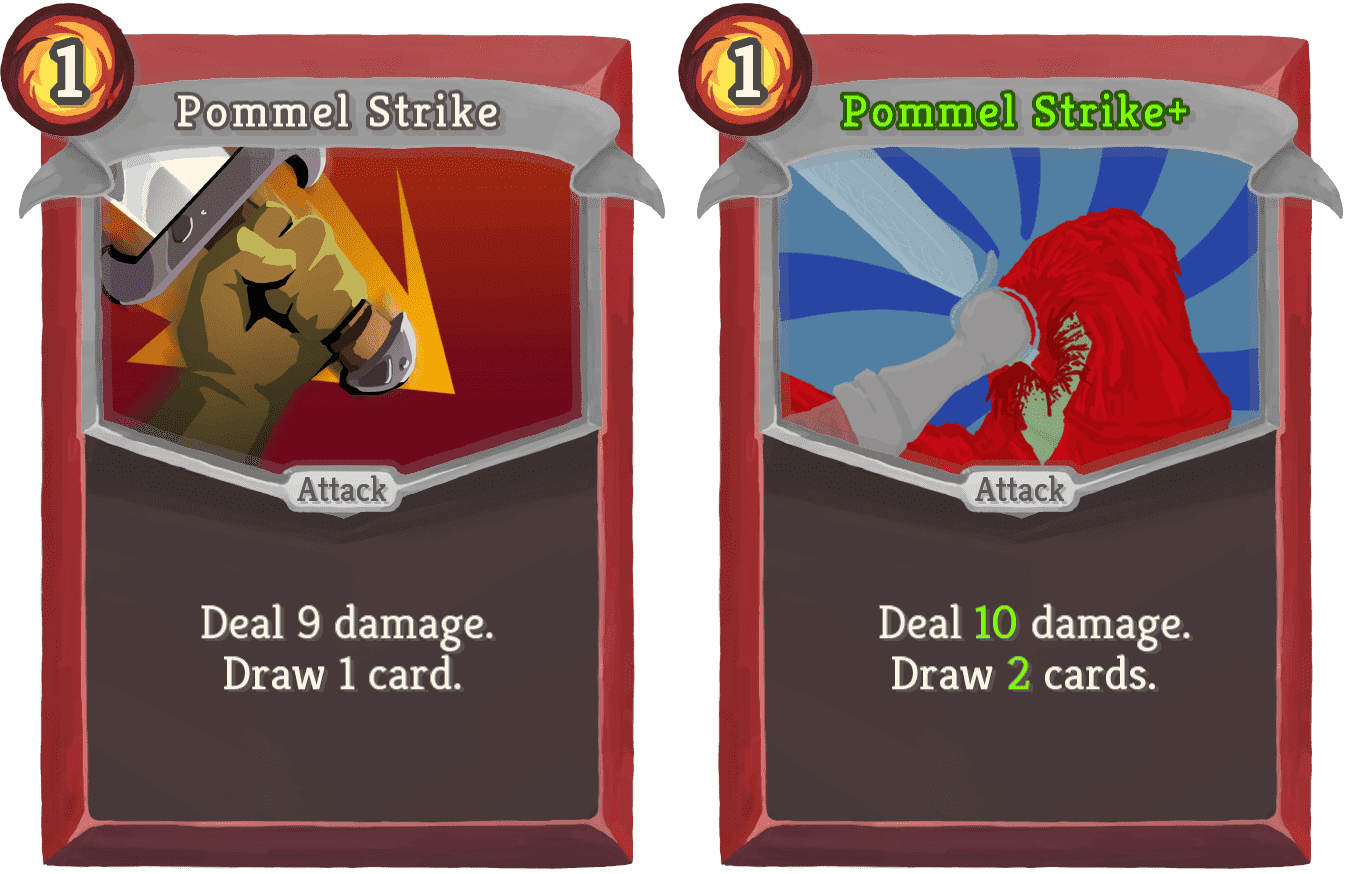 1
Pommel Strike
Attack
Deal 9 damage.
Draw 1 card.
1
Pommel Strike+
Attack
Deal 10 damage.
Draw 2 cards.